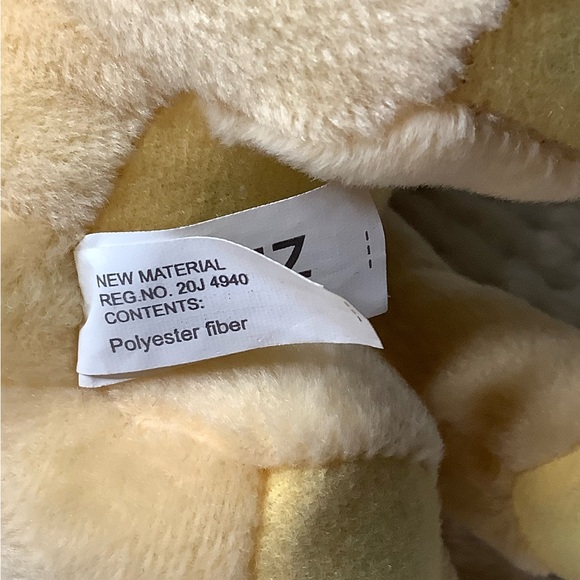 NEW MATERIAL
REG.NO. 20J 4940
CONTENTS:
Polyester fiber